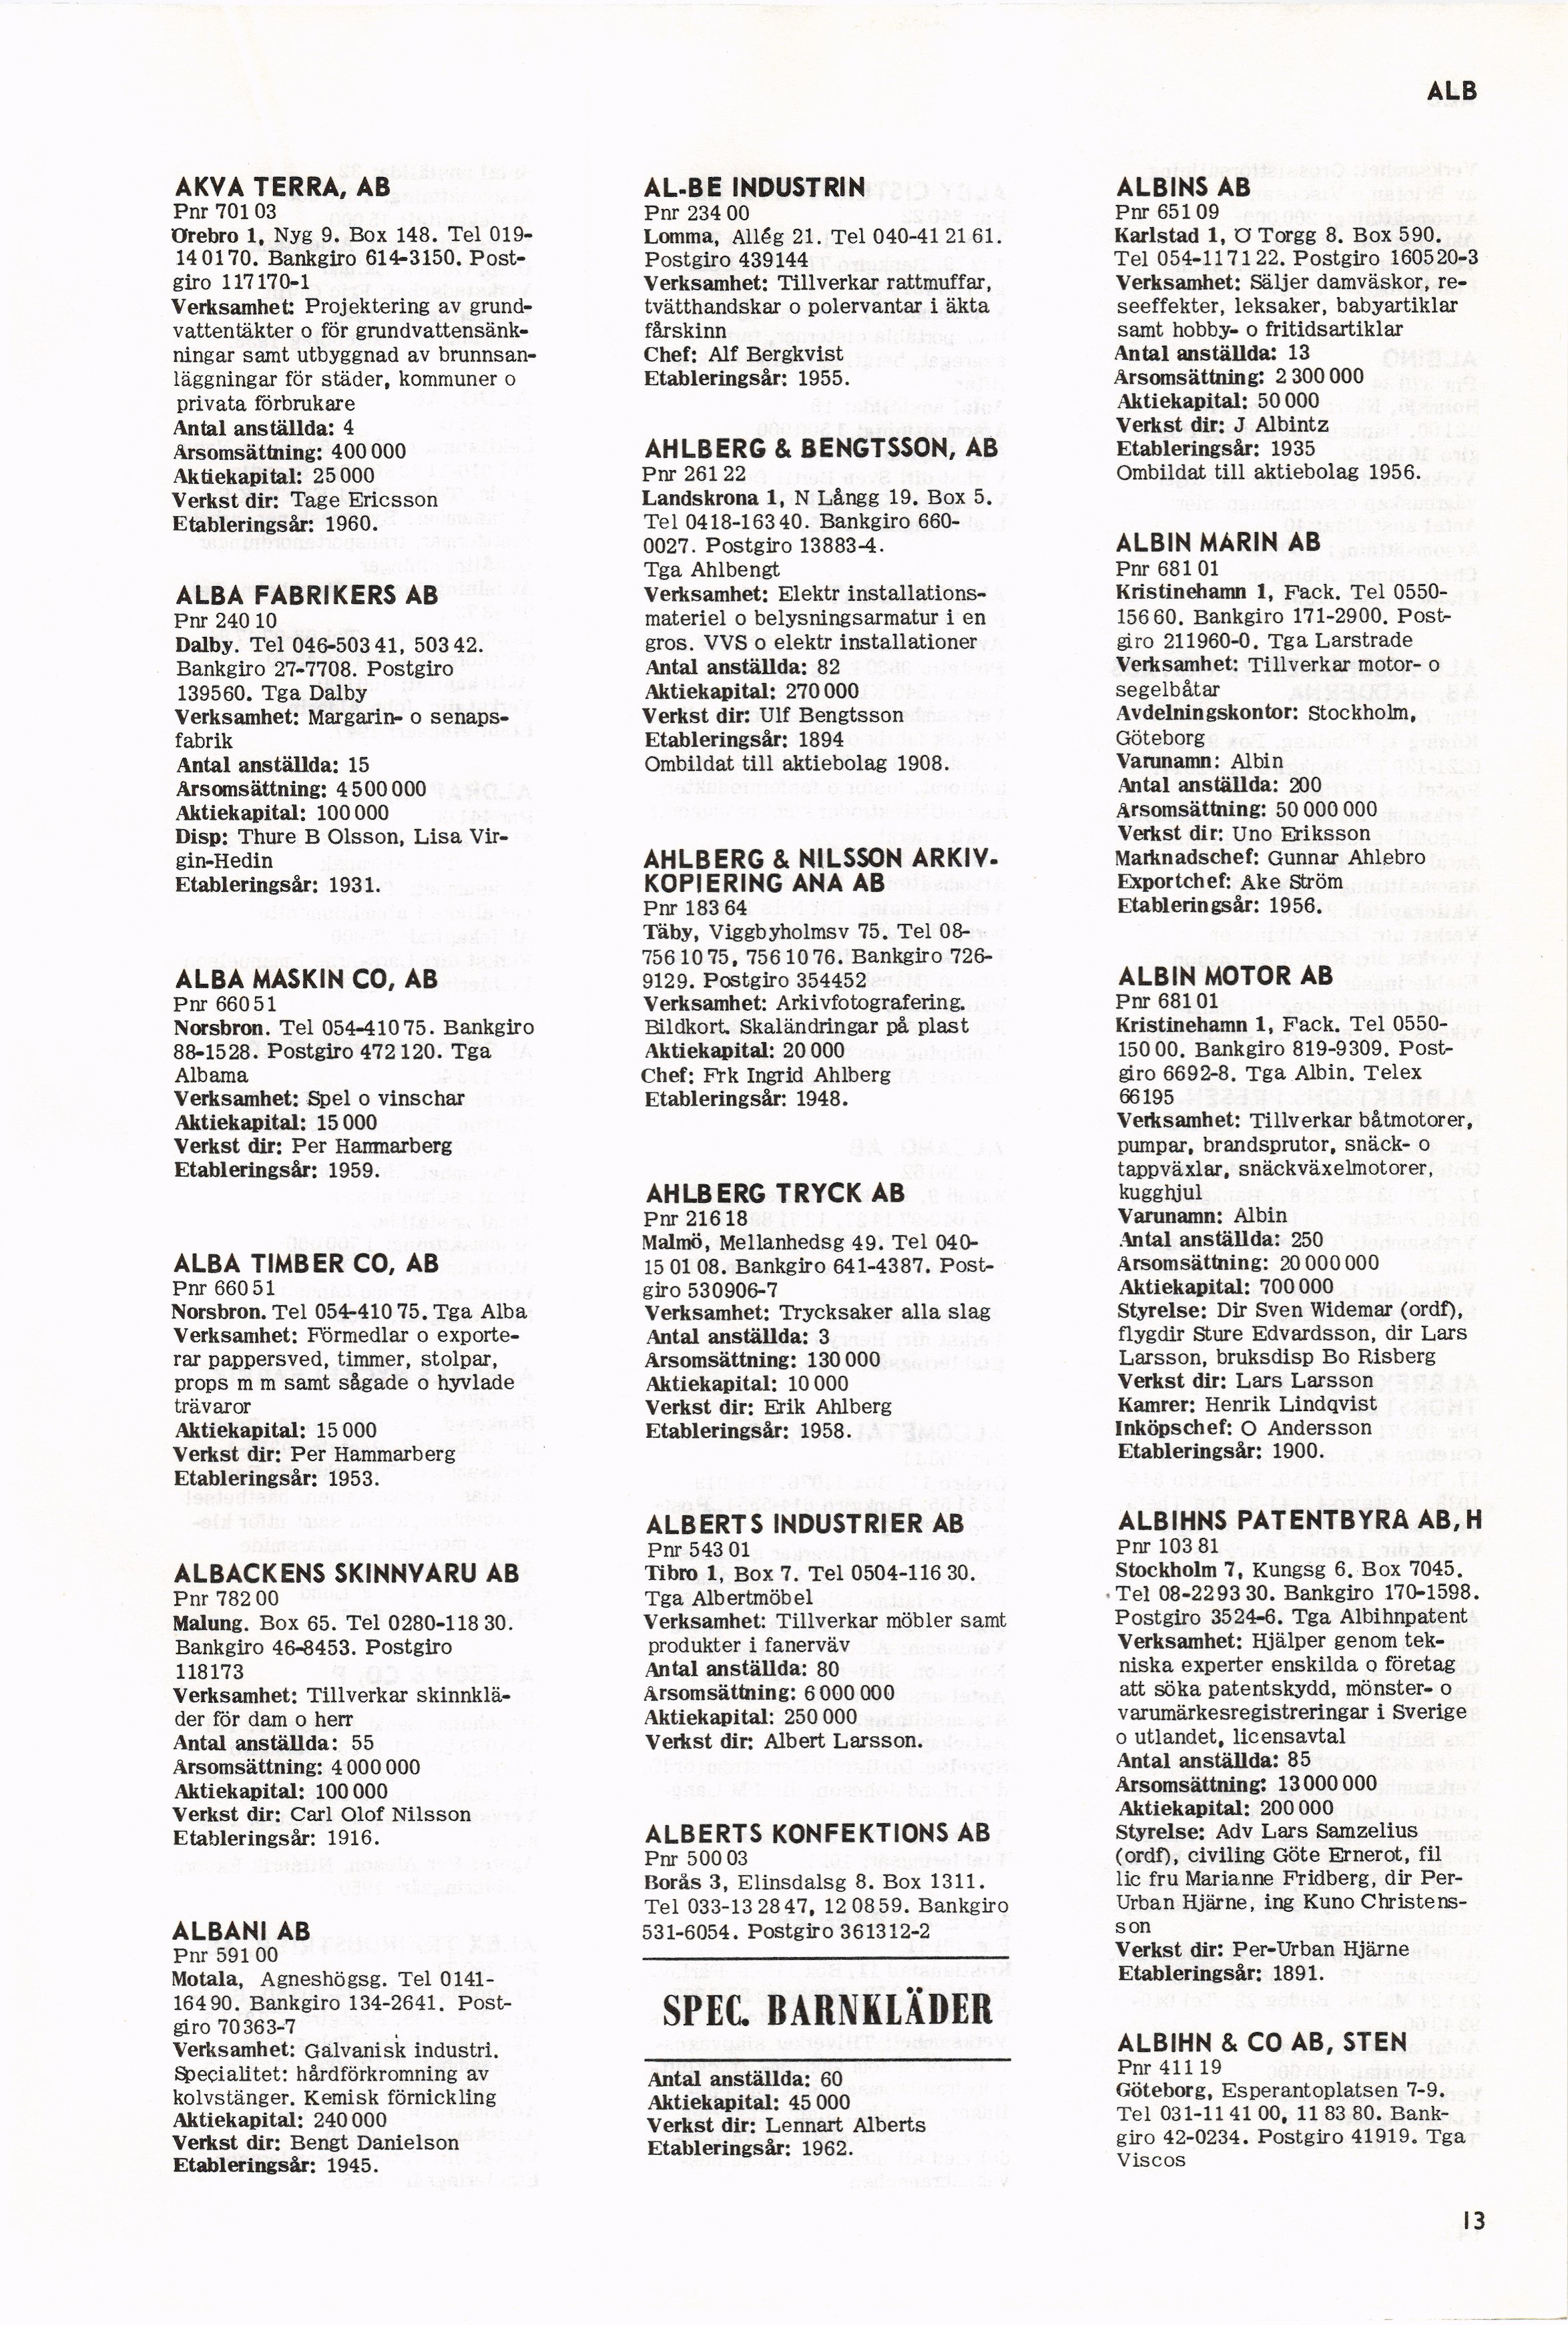 ALB
AKVA TERRA, AB
Pnr 701 03
Örebro 1, Nyg 9. Box 148. Tel 019-
14 01 70. Bankgiro 614-3150. Post-
giro 117170-1
Verksamhet: Projektering av grund-
vattentäkter o för grundvattensänk-
ningar samt utbyggnad av brunnsan-
läggningar för städer, kommuner o
privata förbrukare
Antal anställda: 4
Årsomsättning: 400 000
Aktiekapital: 25 000
Verkst dir: Tage Ericsson
Etableringsår: 1960.
ALBA FABRIKERS AB
Pnr 240 10
Dalby. Tel 046-503 41, 503 42.
Bankgiro 27-7708. Postgiro
139560. Tga Dalby
Verksamhet: Margarin- o senaps-
fabrik
Antal anställda: 15
Årsomsättning: 4 500 000
Aktiekapital: 100 000
Disp: Thure B Olsson, Lisa Vir-
gin-Hedin
Etableringsår: 1931.
ALBA MASKIN CO, AB
Pnr 660 51
Norsbron. Tel 054-410 75. Bankgiro
88-1528. Postgiro 472120. Tga
Albama
Verksamhet: Spel o vinschar
Aktiekapital: 15 000
Verkst dir: Per Hammarberg
Etableringsår: 1959.
ALBA TIMBER CO, AB
Pnr 660 51
Norsbron. Tel 054-410 75. Tga Alba
Verksamhet: Förmedlar o exporte-
rar pappersved, timmer, stolpar,
props m m samt sågade o hyvlade
trävaror
Aktiekapital: 15 000
Verkst dir: Per Hammarberg
Etableringsår: 1953.
ALBACKENS SKINNVARU AB
Pnr 782 00
Malung. Box 65. Tel 0280-118 30.
Bankgiro 46-8453. Postgiro
118173
Verksamhet: Tillverkar skinnklä-
der för dam o herr
Antal anställda: 55
Årsomsättning: 4 000 000
Aktiekapital: 100 000
Verkst dir: Carl Olof Nilsson
Etableringsår: 1916.
ALBANI AB
Pnr 591 00
Motala, Agneshögsg. Tel 0141-
164 90. Bankgiro 134-2641. Post-
giro 70363-7
Verksamhet: Galvanisk industri.
Specialitet: hårdförkromning av
kolvstänger. Kemisk förnickling
Aktiekapital: 240 000
Verkst dir: Bengt Danielson
Etableringsår: 1945.
AL-BE INDUSTRIN
Pnr 234 00
Lomma, Allég 21. Tel 040-41 21 61.
Postgiro 439144
Verksamhet: Tillverkar rattmuffar,
tvätthandskar o polervantar i äkta
fårskinn
Chef: Alf Bergkvist
Etableringsår: 1955.
AHLBERG & BENGTSSON, AB
Pnr 261 22
Landskrona 1, N Långg 19. Box 5.
Tel 0418-163 40. Bankgiro 660-
0027. Postgiro 13883-4.
Tga Ahlbengt
Verksamhet: Elektr installations-
materiel o belysningsarmatur i en
gros. VVS o elektr installationer
Antal anställda: 82
Aktiekapital: 270 000
Verkst dir: Ulf Bengtsson
Etableringsår: 1894
Ombildat till aktiebolag 1908.
AHLBERG & NILSSON ARKIV-
KOPIERING ANA AB
Pnr 183 64
Täby, Viggbyholmsv 75. Tel 08-
756 10 75, 756 10 76. Bankgiro 726-
9129. Postgiro 354452
Verksamhet: Arkivfotografering.
Bildkort. Skaländringar på plast
Aktiekapital: 20 000
Chef: Frk Ingrid Ahlberg
Etableringsår: 1948.
AHLBERG TRYCK AB
Pnr 216 18
Malmö, Mellanhedsg 49. Tel 040-
15 01 08. Bankgiro 641-4387. Post-
giro 530906-7
Verksamhet: Trycksaker alla slag
Antal anställda: 3
Årsomsättning: 130 000
Aktiekapital: 10 000
Verkst dir: Erik Ahlberg
Etableringsår: 1958.
ALBERTS INDUSTRIER AB
Pnr 543 01
Tibro 1, Box 7. Tel 0504-116 30.
Tga Albertmöbel
Verksamhet: Tillverkar möbler samt
produkter i fanerväv
Antal anställda: 80
Årsomsättning: 6 000 000
Aktiekapital: 250 000
Verkst dir: Albert Larsson.
ALBERTS KONFEKTIONS AB
Pnr 500 03
Borås 3, Elinsdalsg 8. Box 1311.
Tel 033-13 28 47, 12 08 59. Bankgiro
531-6054. Postgiro 361312-2
SPEC. BARNKLÄDER
Antal anställda: 60
Aktiekapital: 45 000
Verkst dir: Lennart Alberts
Etableringsår: 1962.
ALBINS AB
Pnr 651 09
Karlstad 1, Ö Torgg 8. Box 590.
Tel 054-11 71 22. Postgiro 160520-3
Verksamhet: Säljer damväskor, re-
seeffekter, leksaker, babyartiklar
samt hobby- o fritidsartiklar
Antal anställda: 13
Årsomsättning: 2 300 000
Aktiekapital: 50 000
Verkst dir: J Albintz
Etableringsår: 1935
Ombildat till aktiebolag 1956.
ALBIN MARIN AB
Pnr 681 01
Kristinehamn 1, Fack. Tel 0550-
156 60. Bankgiro 171-2900. Post-
giro 211960-0. Tga Larstrade
Verksamhet: Tillverkar motor- o
segelbåtar
Avdelningskontor: Stockholm,
Göteborg
Varunamn: Albin
Antal anställda: 200
Årsomsättning: 50 000 000
Verkst dir: Uno Eriksson
Marknadschef: Gunnar Ahlebro
Exportchef: Åke Ström
Etableringsår: 1956.
ALBIN MOTOR AB
Pnr 681 01
Kristinehamn 1, Fack. Tel 0550-
150 00. Bankgiro 819-9309. Post-
giro 6692-8. Tga Albin. Telex
66195
Verksamhet: Tillverkar båtmotorer,
pumpar, brandsprutor, snäck- o
tappväxlar, snäckväxelmotorer,
kugghjul
Varunamn: Albin
Antal anställda: 250
Årsomsättning: 20 000 000
Aktiekapital: 700 000
Styrelse: Dir Sven Widemar (ordf),
flygdir Sture Edvardsson, dir Lars
Larsson, bruksdisp Bo Risberg
Verkst dir: Lars Larsson
Kamrer: Henrik Lindqvist
Inköpschef: O Andersson
Etableringsår: 1900.
ALBIHNS PATENTBYRÅ AB, H
Pnr 103 81
Stockholm 7, Kungsg 6. Box 7045.
Tel 08-22 93 30. Bankgiro 170-1598.
Postgiro 3524-6. Tga Albihnpatent
Verksamhet: Hjälper genom tek-
niska experter enskilda o företag
att söka patentskydd, mönster- o
varumärkesregistreringar i Sverige
o utlandet, licensavtal
Antal anställda: 85
Årsomsättning: 13 000 000
Aktiekapital: 200 000
Styrelse: Adv Lars Samzelius
(ordf), civiling Göte Ernerot, fil
lic fru Marianne Fridberg, dir Per-
Urban Hjärne, ing Kuno Christens-
son
Verkst dir: Per-Urban Hjärne
Etableringsår: 1891.
ALBIHN & CO AB, STEN
Pnr 411 19
Göteborg, Esperantoplatsen 7-9.
Tel 031-11 41 00, 11 83 80. Bank-
giro 42-0234. Postgiro 41919. Tga
Viscos
13